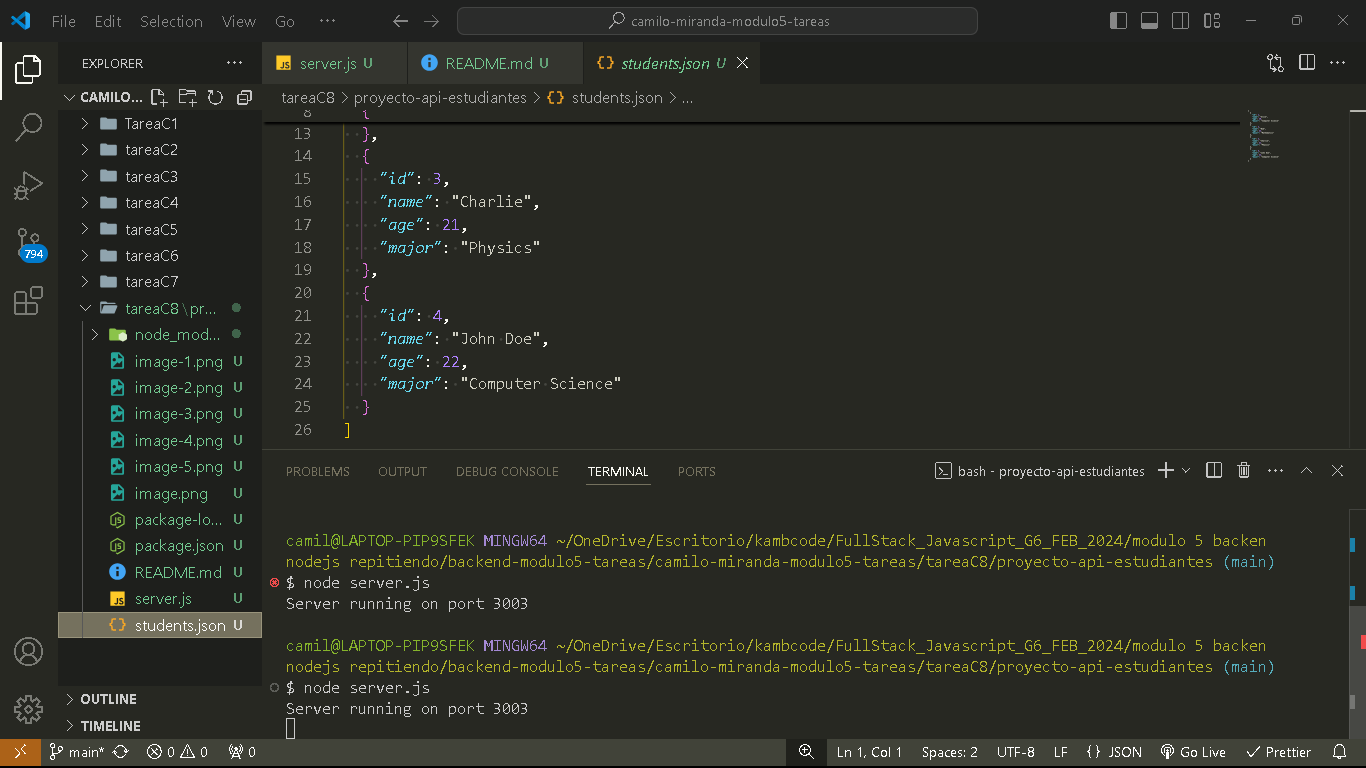 File Edit Selection View Go ··· camilo-miranda-modulo5-tareas
EXPLORER ···
server.js U README.md U students.json U
CAMILO...
tareaC8 > proyecto-api-estudiantes > {} students.json > ...
TareaC1
tareaC2
tareaC3
tareaC4
tareaC5
tareaC6
tareaC7
tareaC8\pr...
node_mod...
image-1.png U
image-2.png U
image-3.png U
image-4.png U
image-5.png U
image.png U
package-lo... U
package.json U
README.md U
server.js U
students.json U
OUTLINE
TIMELINE
794
8 {
13 },
14 {
15 "id": 3,
16 "name": "Charlie",
17 "age": 21,
18 "major": "Physics"
19 },
20 {
21 "id": 4,
22 "name": "John Doe",
23 "age": 22,
24 "major": "Computer Science"
25 }
26 ]
PROBLEMS OUTPUT DEBUG CONSOLE TERMINAL PORTS bash - proyecto-api-estudiantes
camil@LAPTOP-PIP9SFEK MINGW64 ~/OneDrive/Escritorio/kambcode/FullStack_Javascript_G6_FEB_2024/modulo 5 backen
nodejs repitiendo/backend-modulo5-tareas/camilo-miranda-modulo5-tareas/tareaC8/proyecto-api-estudiantes (main)
$ node server.js
Server running on port 3003
camil@LAPTOP-PIP9SFEK MINGW64 ~/OneDrive/Escritorio/kambcode/FullStack_Javascript_G6_FEB_2024/modulo 5 backen
nodejs repitiendo/backend-modulo5-tareas/camilo-miranda-modulo5-tareas/tareaC8/proyecto-api-estudiantes (main)
$ node server.js
Server running on port 3003
main* 0 0 0 Ln 1, Col 1 Spaces: 2 UTF-8 LF {} JSON Go Live Prettier